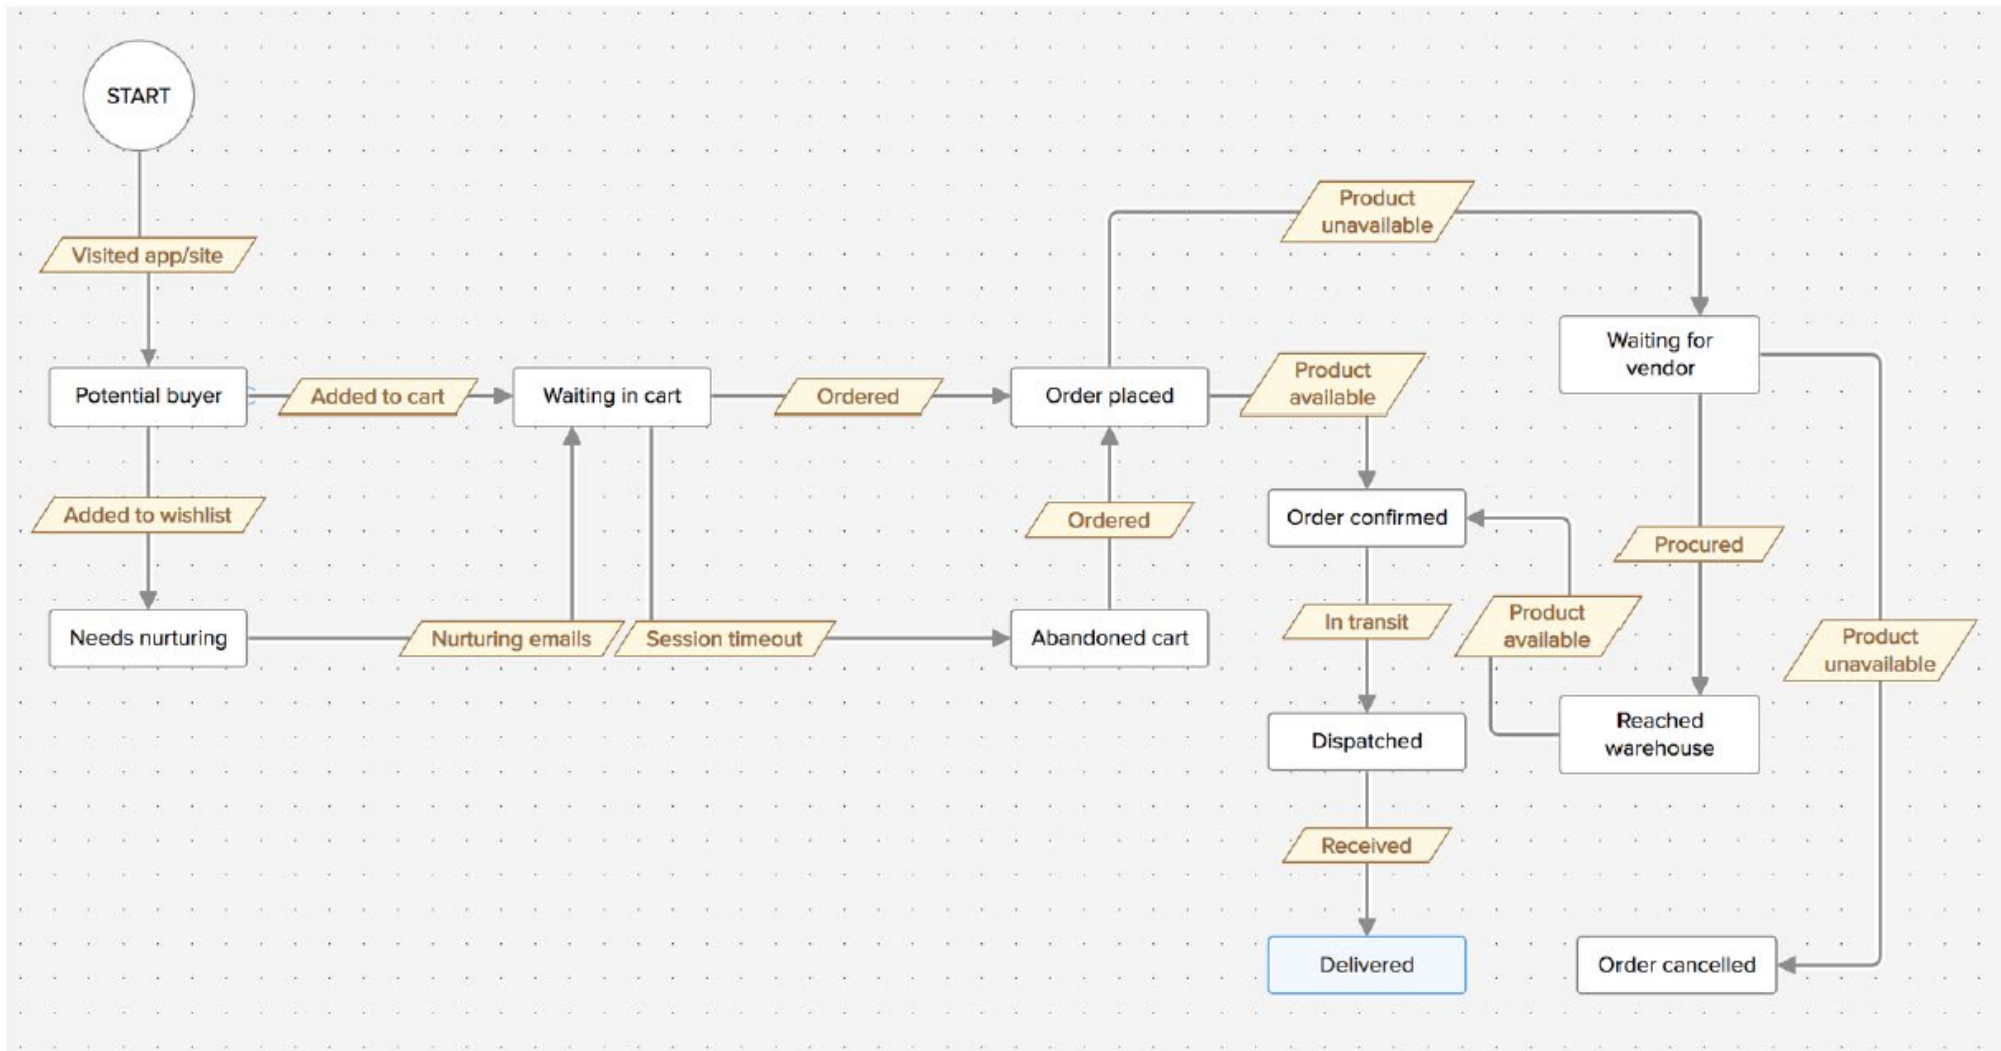 START
Visited app/site
Potential buyer
Added to cart
Waiting in cart
Ordered
Order placed
Product
unavailable
Product
available
Waiting for
vendor
Added to wishlist
Ordered
Order confirmed
Procured
Needs nurturing
Nurturing emails
Session timeout
Abandoned cart
In transit
Product
available
Product
unavailable
Dispatched
Reached
warehouse
Received
Delivered
Order cancelled